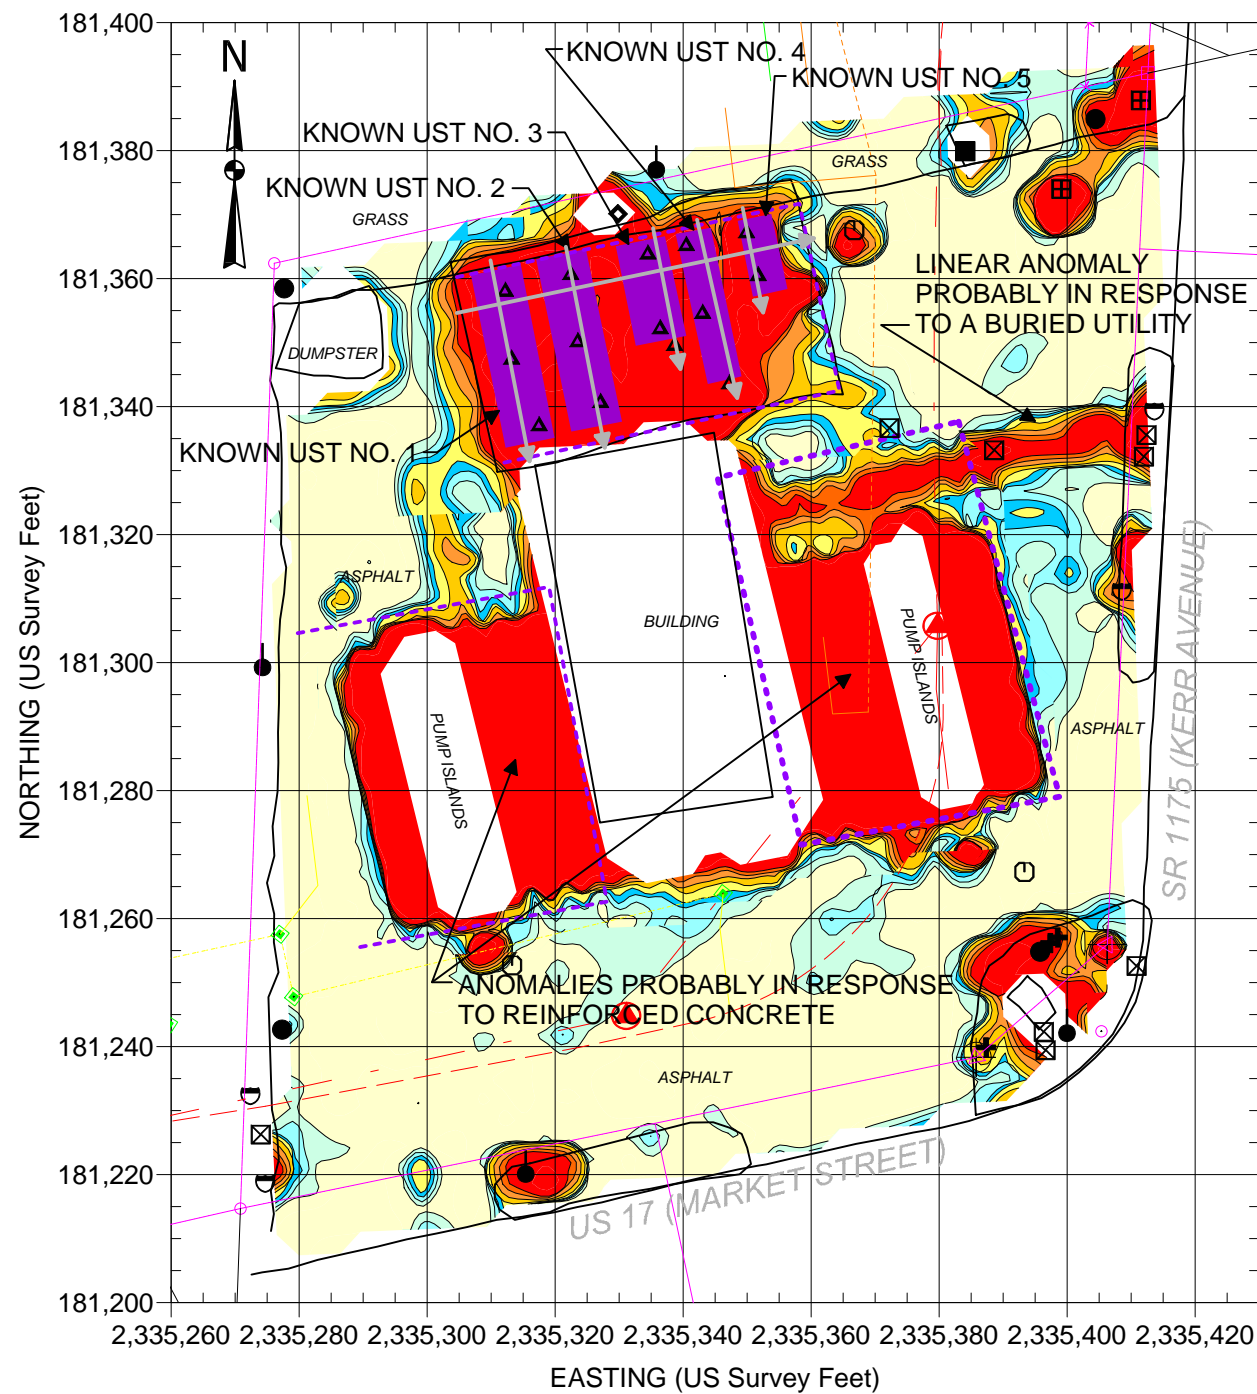 181,400
181,380
181,360
181,340
181,320
181,300
181,280
181,260
181,240
181,220
181,200
NORTHING (US Survey Feet)
N
KNOWN UST NO. 4
KNOWN UST NO. 5
KNOWN UST NO. 3
KNOWN UST NO. 2
GRASS
GRASS
LINEAR ANOMALY
PROBABLY IN RESPONSE
TO A BURIED UTILITY
DUMPSTER
KNOWN UST NO. 1
ASPHALT
BUILDING
PUMP ISLANDS
PUMP ISLANDS
ASPHALT
SR 1175 (KERR AVENUE)
ANOMALIES PROBABLY IN RESPONSE
TO REINFORCED CONCRETE
ASPHALT
US 17 (MARKET STREET)
2,335,260 2,335,280 2,335,300 2,335,320 2,335,340 2,335,360 2,335,380 2,335,400 2,335,420
EASTING (US Survey Feet)